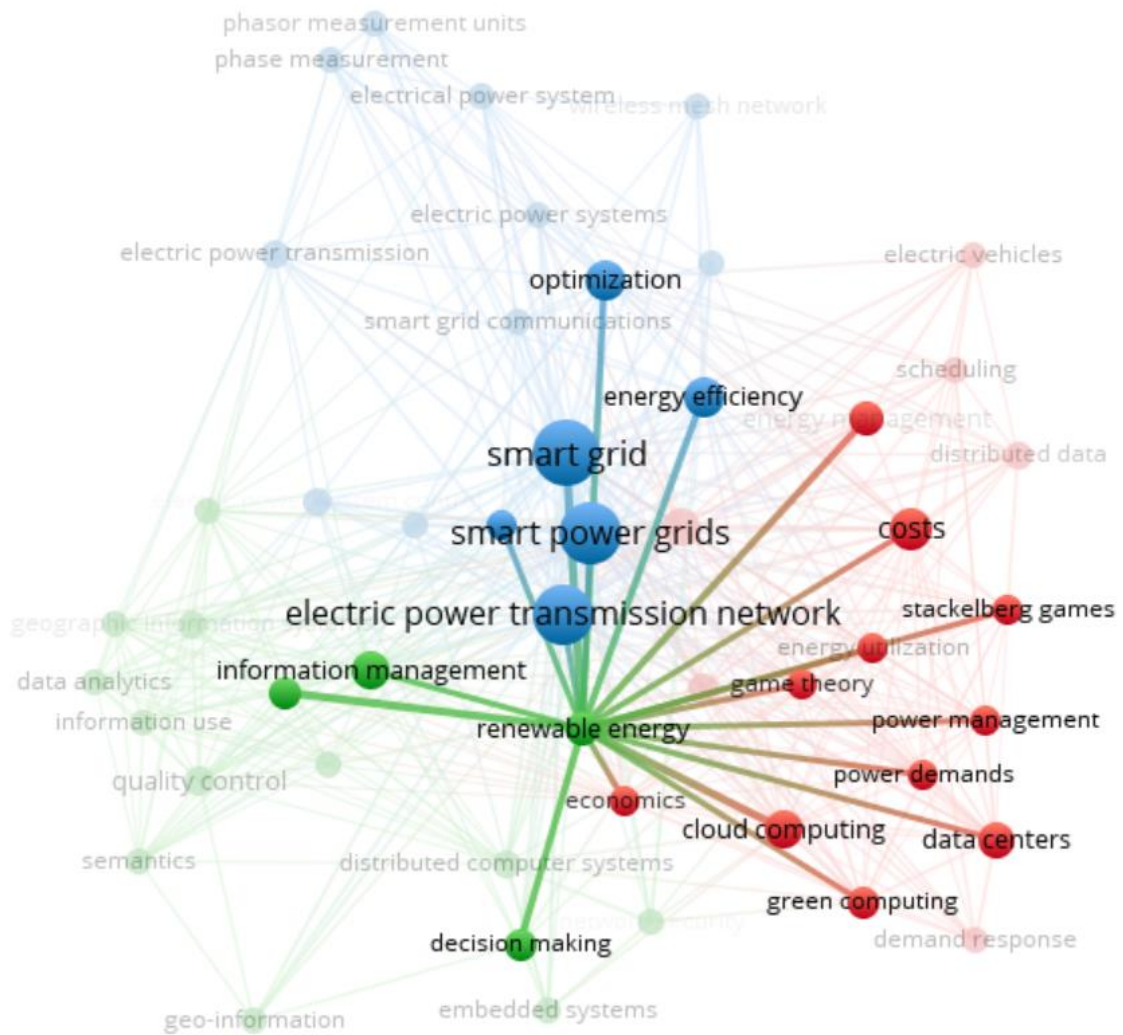 phasor measurement units
phase measurement
electrical power system
wireless mesh network
electric power systems
electric power transmission
electric vehicles
optimization
smart grid communications
scheduling
energy efficiency
energy management
smart grid
distributed data
costs
smart power grids
stackelberg games
electric power transmission network
geographic information
energy utilization
information management
data analytics
game theory
information use
power management
renewable energy
power demands
quality control
economics
cloud computing
data centers
semantics
distributed computer systems
green computing
network security
decision making
demand response
embedded systems
geo-information